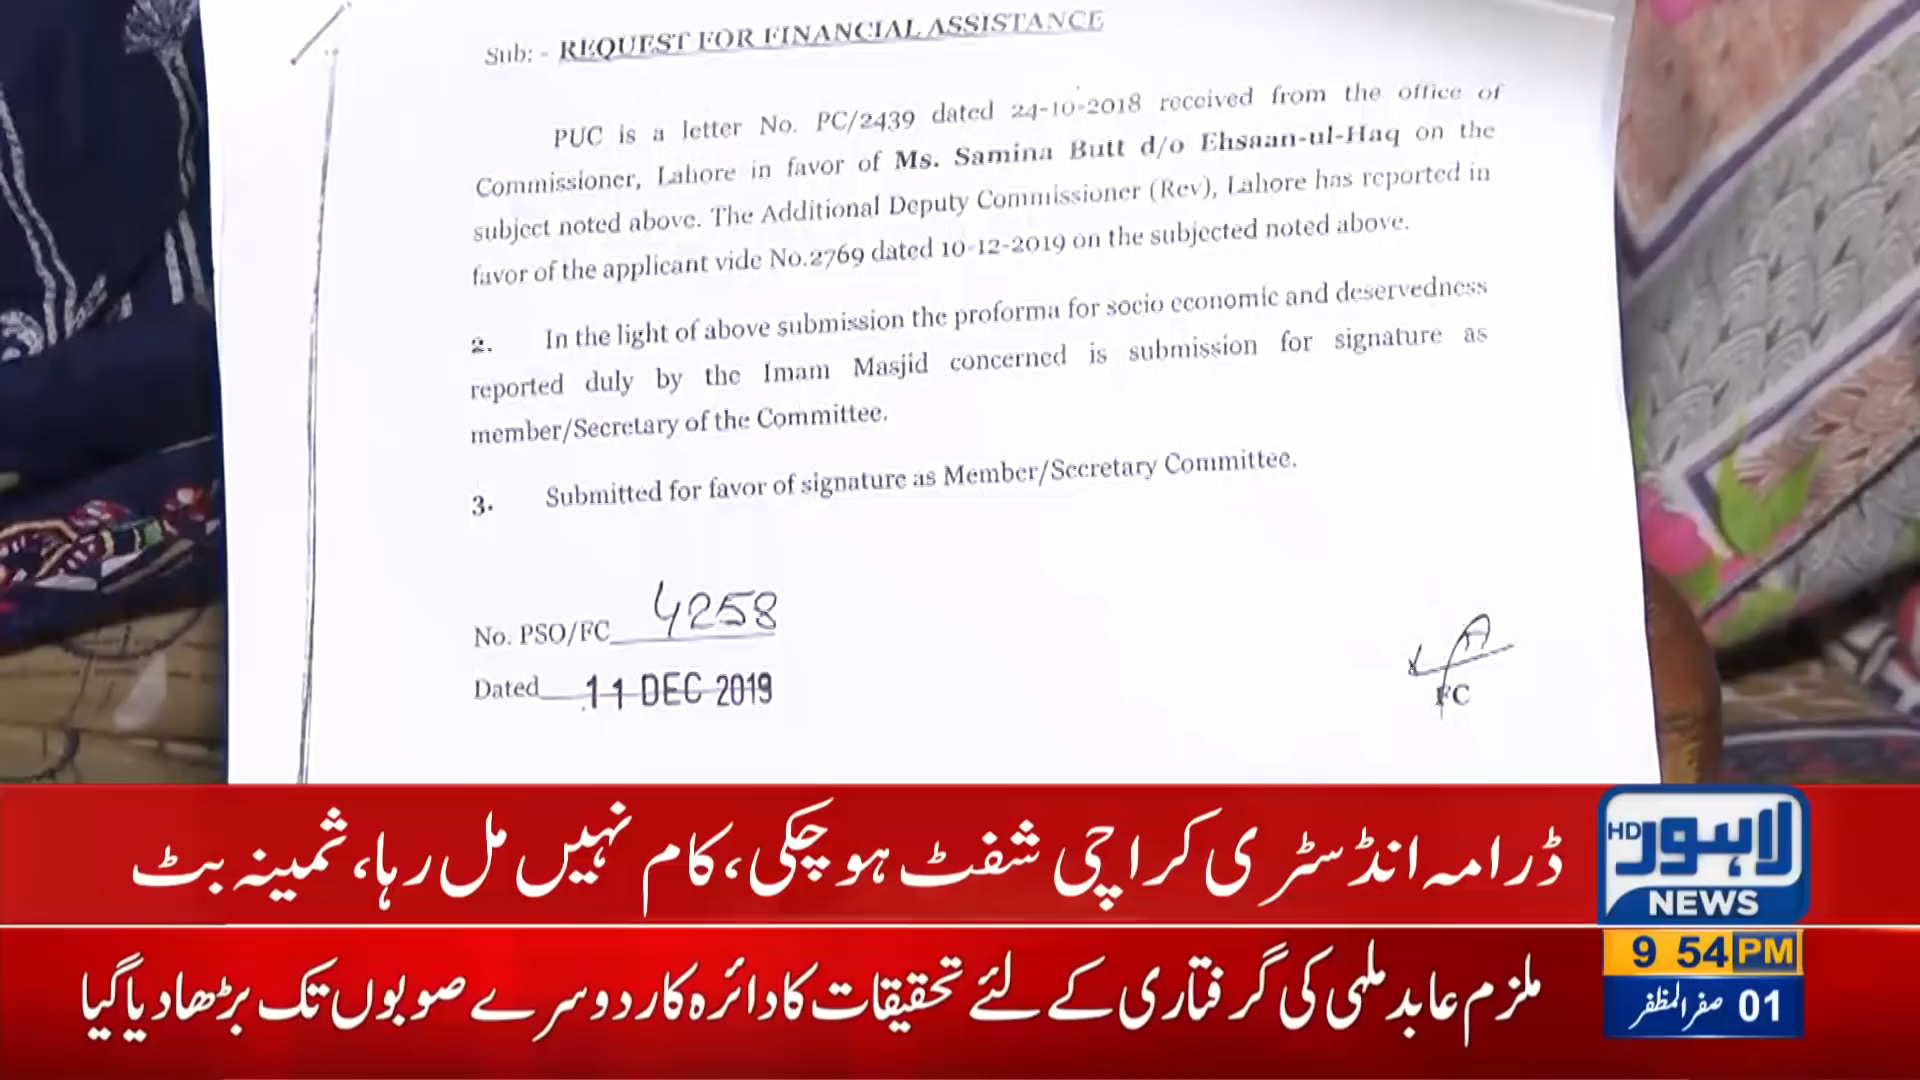 Sub: - REQUEST FOR FINANCIAL ASSISTANCE
PUC is a letter No. PC/2439 dated 24-10-2018 received from the office of
Commissioner, Lahore in favor of Ms. Samina Butt d/o Ehsaan-ul-Haq on the
subject noted above. The Additional Deputy Commissioner (Rev), Lahore has reported in
favor of the applicant vide No.2769 dated 10-12-2019 on the subjected noted above.
2. In the light of above submission the proforma for socio economic and deservedness
reported duly by the Imam Masjid concerned is submission for signature as
member/Secretary of the Committee.
3. Submitted for favor of signature as Member/Secretary Committee.
No. PSO/FC 4258
Dated 11 DEC 2019
FC
ڈرامہ انڈسٹری کراچی شفٹ ہو چکی، کام نہیں مل رہا، ثمینہ بٹ
لاہور HD
NEWS
ملزم عابد ملہی کی گرفتاری کے لئے تحقیقات کا دائرہ کار دوسرے صوبوں تک بڑھا دیا گیا
9 54 PM
01 صفر المظفر